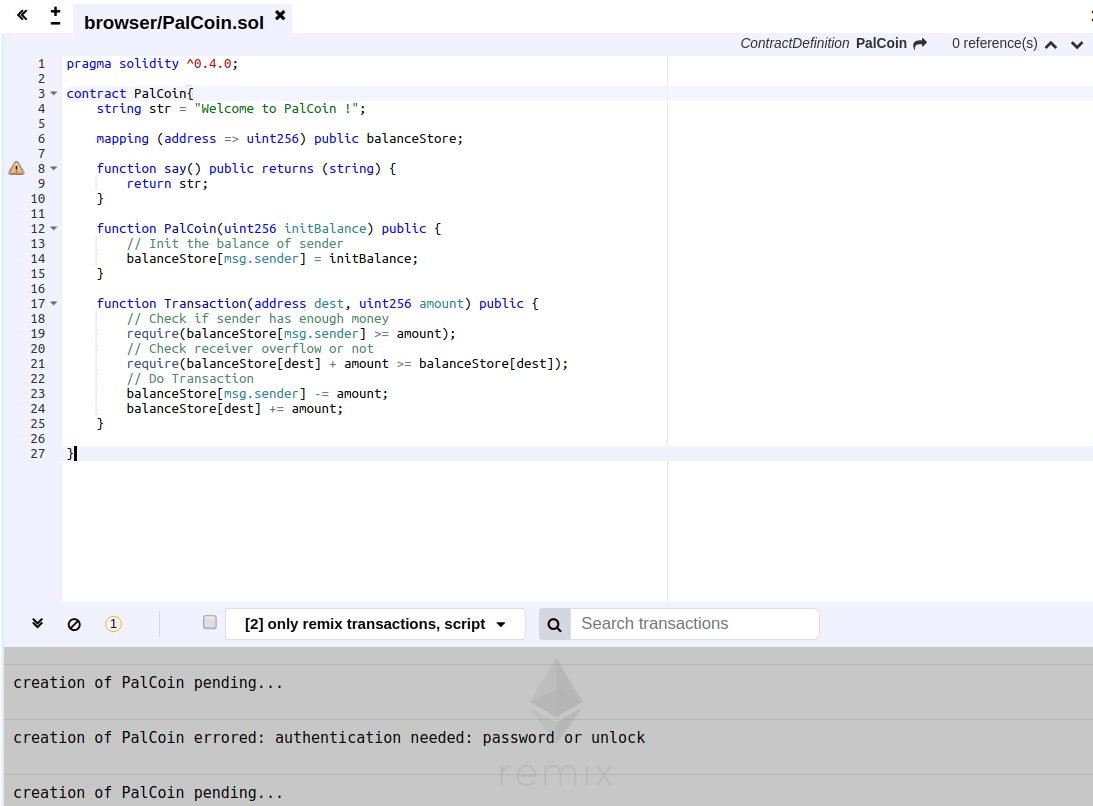 browser/PalCoin.sol
ContractDefinition PalCoin 0 reference(s)
1 pragma solidity ^0.4.0;
2
3 contract PalCoin{
4 string str = "Welcome to PalCoin !";
5
6 mapping (address => uint256) public balanceStore;
7
8 function say() public returns (string) {
9 return str;
10 }
11
12 function PalCoin(uint256 initBalance) public {
13 // Init the balance of sender
14 balanceStore[msg.sender] = initBalance;
15 }
16
17 function Transaction(address dest, uint256 amount) public {
18 // Check if sender has enough money
19 require(balanceStore[msg.sender] >= amount);
20 // Check receiver overflow or not
21 require(balanceStore[dest] + amount >= balanceStore[dest]);
22 // Do Transaction
23 balanceStore[msg.sender] -= amount;
24 balanceStore[dest] += amount;
25 }
26
27 }
1 [2] only remix transactions, script Search transactions
creation of PalCoin pending...
creation of PalCoin errored: authentication needed: password or unlock
remix
creation of PalCoin pending...